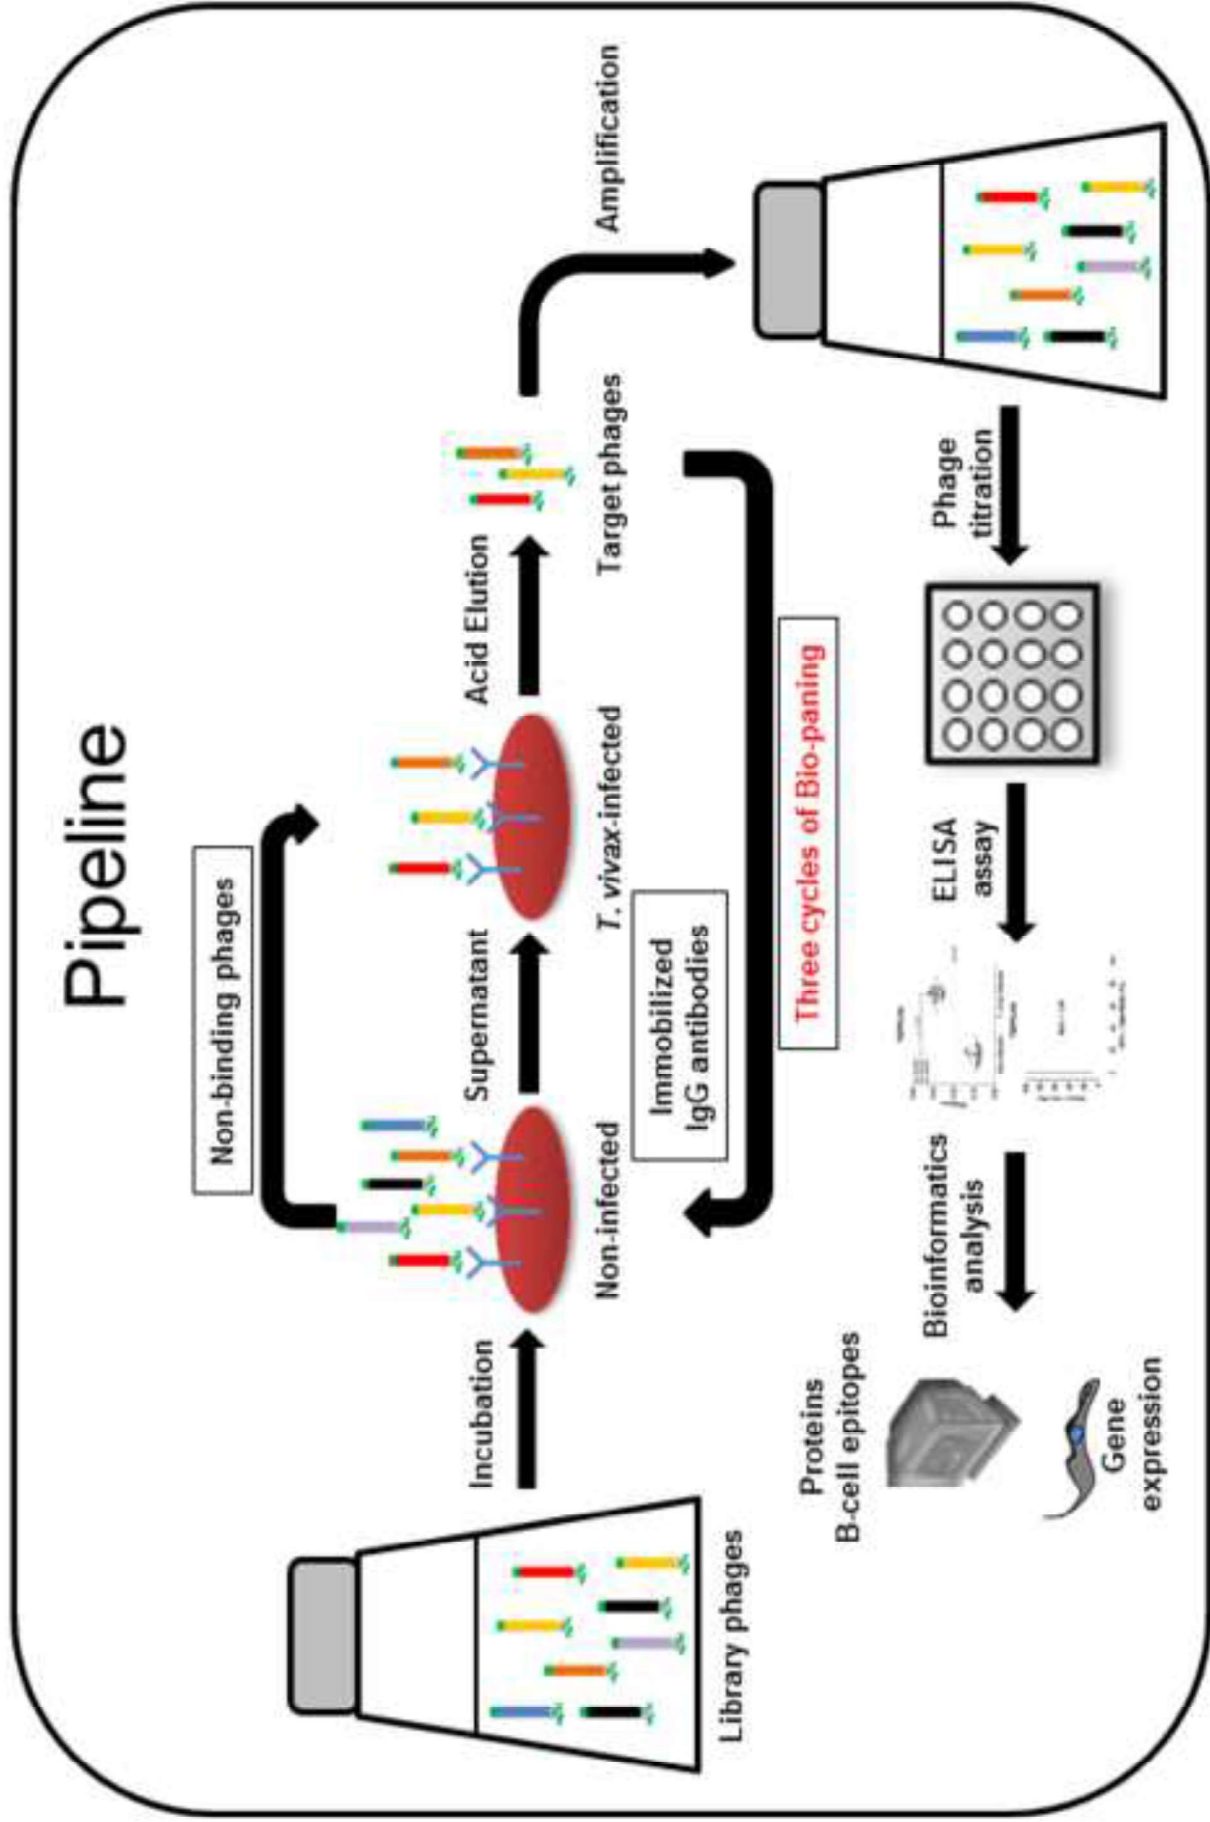 Pipeline
Non-binding phages
Incubation
Supernatant
Acid Elution
Amplification
Library phages
Non-infected
T. vivax-infected
Target phages
Immobilized
IgG antibodies
Three cycles of Bio-paning
Proteins
B-cell epitopes
Bioinformatics
analysis
ELISA
assay
Phage
titration
Gene
expression